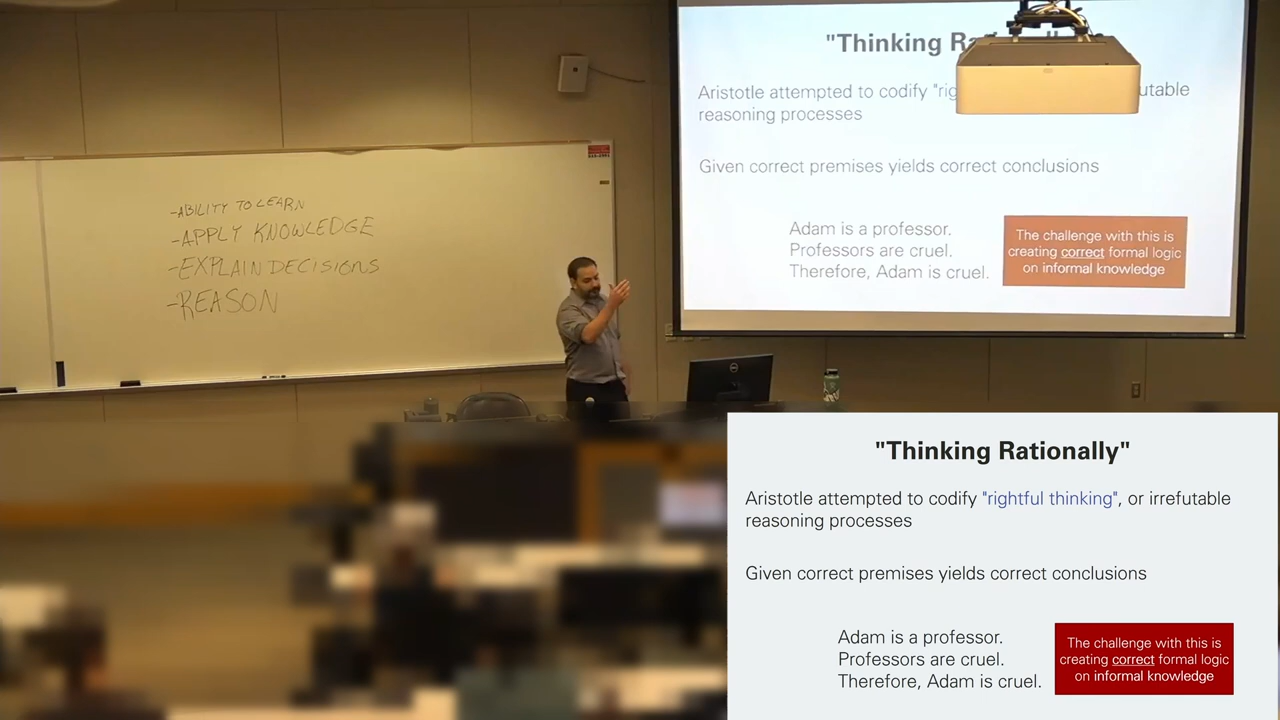 -ABILITY TO LEARN
-APPLY KNOWLEDGE
-EXPLAIN DECISIONS
-REASON
"Thinking
Aristotle attempted to codify "rig utable
reasoning processes
Given correct premises yields correct conclusions
Adam is a professor.
Professors are cruel.
Therefore, Adam is cruel.
The challenge with this is
creating correct formal logic
on informal knowledge
DELL
"Thinking Rationally"
Aristotle attempted to codify "rightful thinking", or irrefutable
reasoning processes
Given correct premises yields correct conclusions
Adam is a professor.
Professors are cruel.
Therefore, Adam is cruel.
The challenge with this is
creating correct formal logic
on informal knowledge